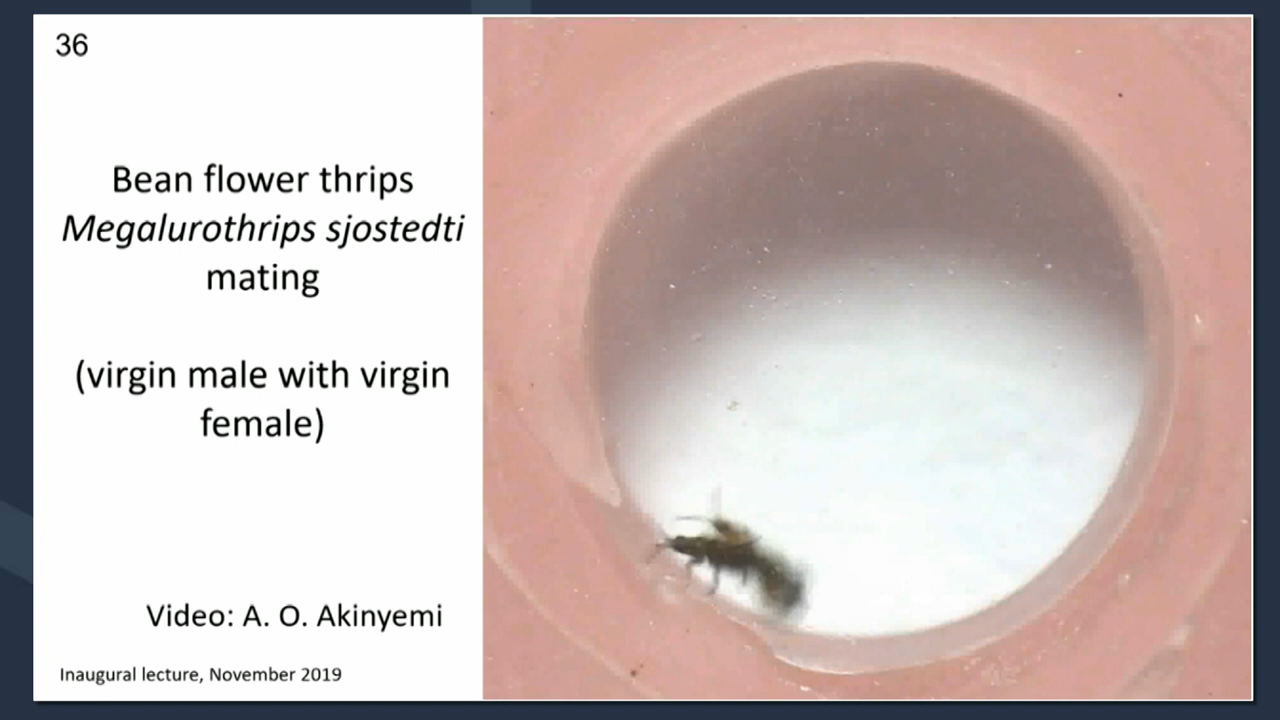 36
Bean flower thrips
Megalurothrips sjostedti
mating
(virgin male with virgin
female)
Video: A. O. Akinyemi
Inaugural lecture, November 2019